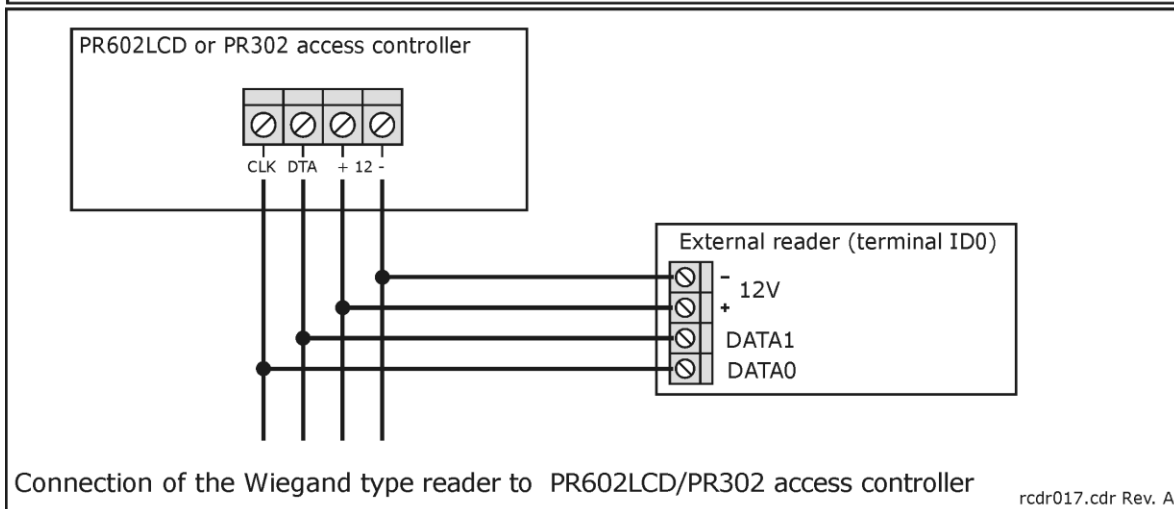 PR602LCD or PR302 access controller
CLK DTA + 12 -
External reader (terminal ID0)
-
12V
+
DATA1
DATA0
Connection of the Wiegand type reader to PR602LCD/PR302 access controller
rcdr017.cdr Rev. A